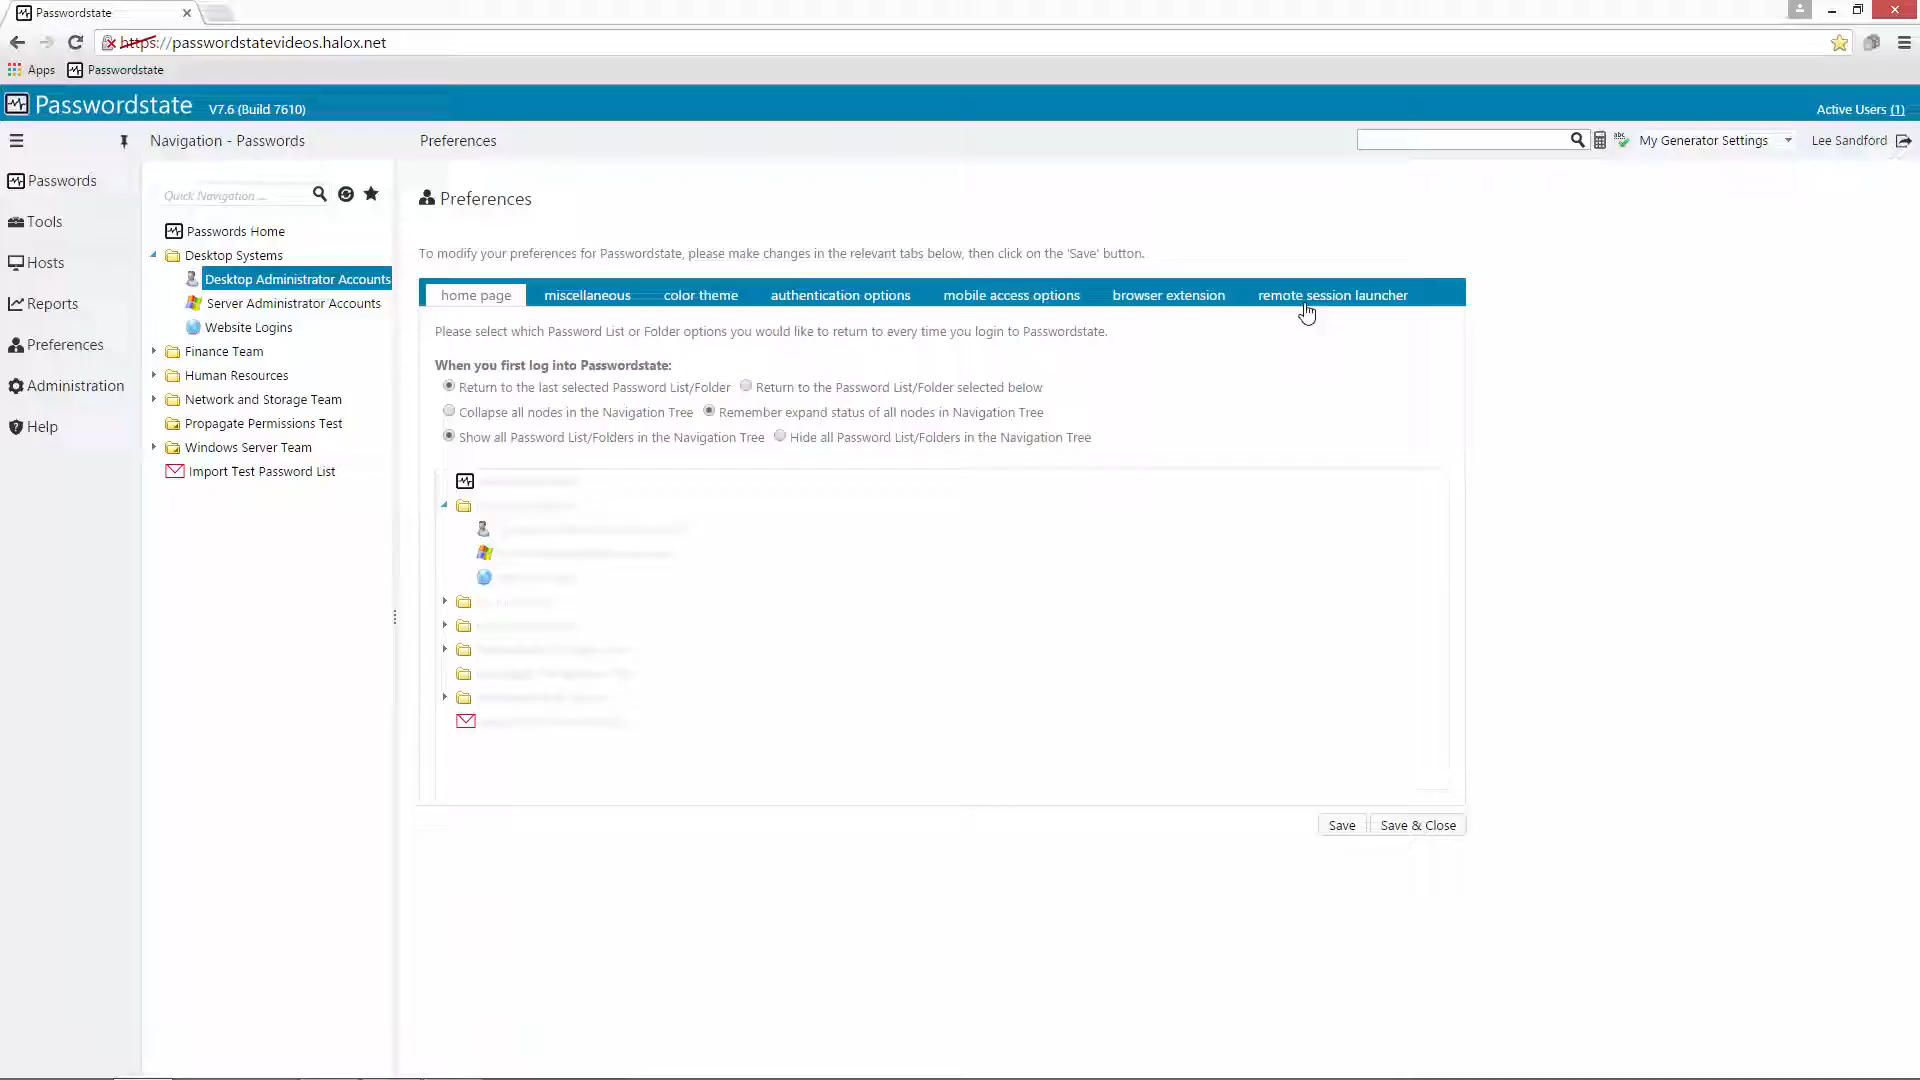 Passwordstate
https://passwordstatevideos.halox.net
Apps Passwordstate
Passwordstate V7.6 (Build 7610) Active Users (1)
Navigation - Passwords Preferences My Generator Settings Lee Sandford
Passwords
Tools
Hosts
Reports
Preferences
Administration
Help
Quick Navigation ...
Passwords Home
Desktop Systems
Desktop Administrator Accounts
Server Administrator Accounts
Website Logins
Finance Team
Human Resources
Network and Storage Team
Propagate Permissions Test
Windows Server Team
Import Test Password List
Preferences
To modify your preferences for Passwordstate, please make changes in the relevant tabs below, then click on the 'Save' button.
home page miscellaneous color theme authentication options mobile access options browser extension remote session launcher
Please select which Password List or Folder options you would like to return to every time you login to Passwordstate.
When you first log into Passwordstate:
Return to the last selected Password List/Folder Return to the Password List/Folder selected below
Collapse all nodes in the Navigation Tree Remember expand status of all nodes in Navigation Tree
Show all Password List/Folders in the Navigation Tree Hide all Password List/Folders in the Navigation Tree
Save Save & Close